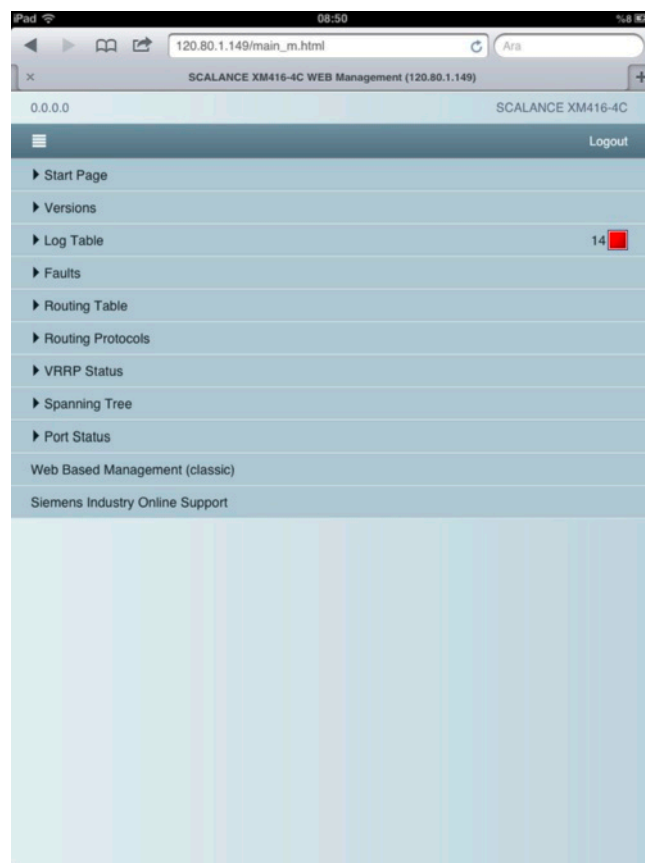 iPad 08:50 %8
120.80.1.149/main_m.html Ara
SCALANCE XM416-4C WEB Management (120.80.1.149)
0.0.0.0 SCALANCE XM416-4C
Logout
Start Page
Versions
Log Table 14
Faults
Routing Table
Routing Protocols
VRRP Status
Spanning Tree
Port Status
Web Based Management (classic)
Siemens Industry Online Support